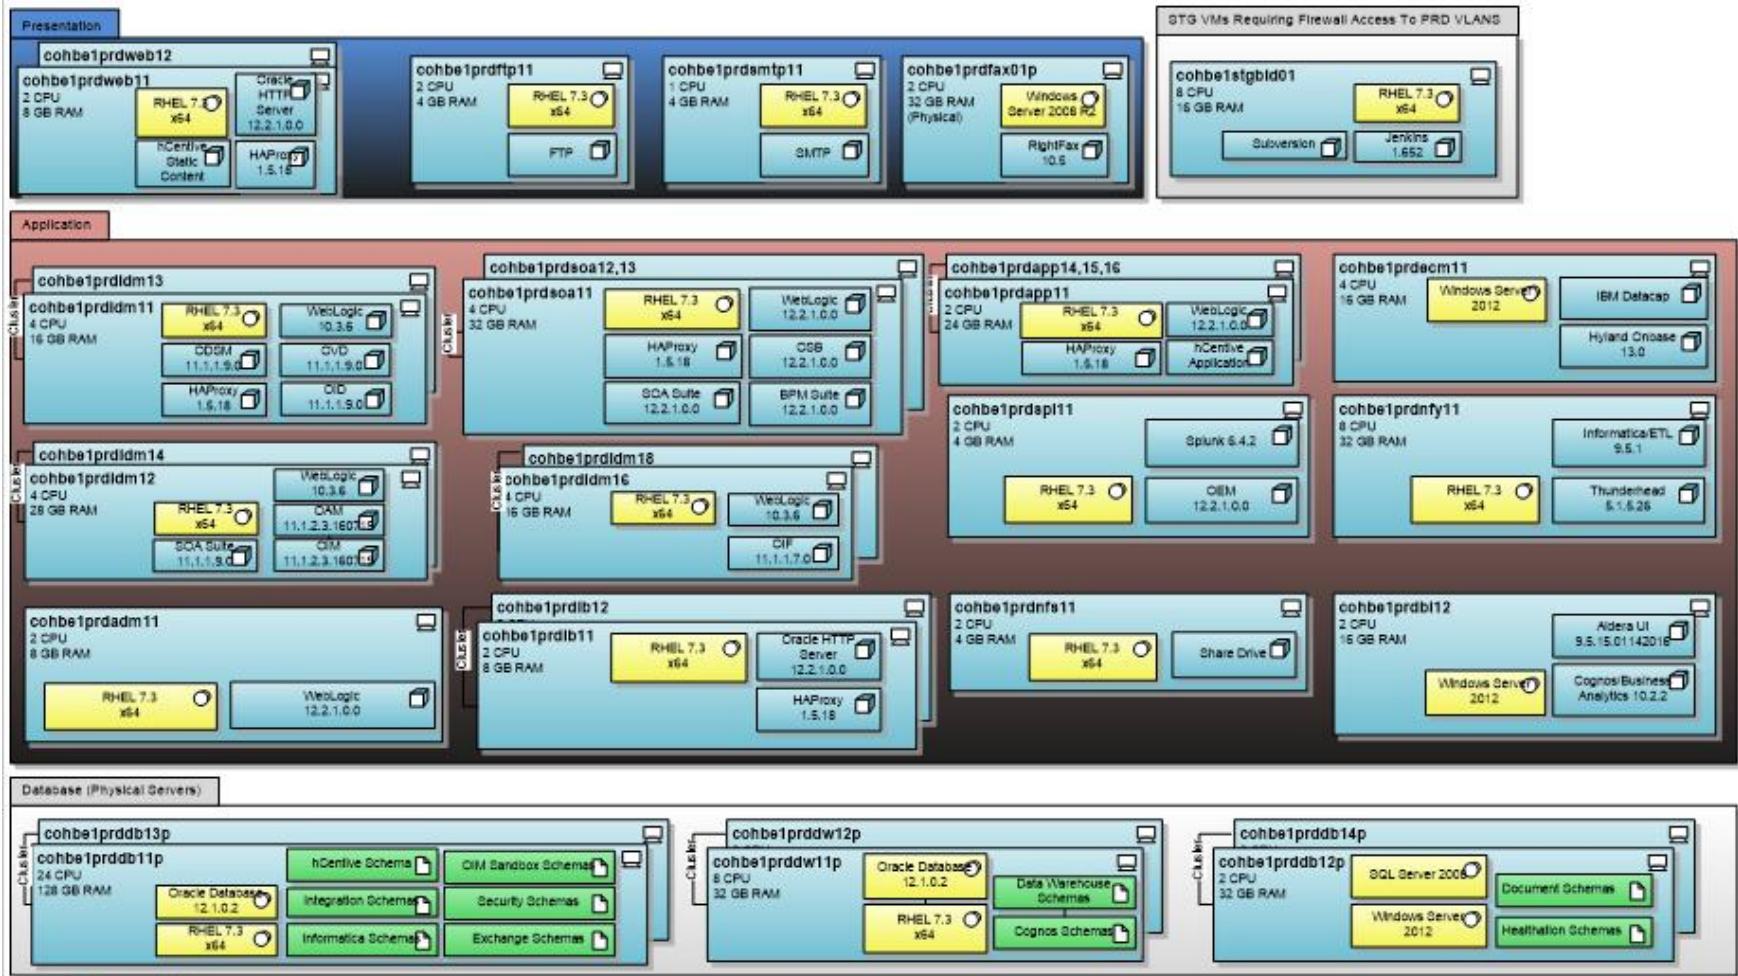 Presentation
cohbe1prdweb12
cohbe1prdweb11
2 CPU
8 GB RAM
RHEL 7.3
x64
Oracle
HTTP
Server
12.2.1.0.0
hCentive
Static
Content
HAProxy
1.5.18
cohbe1prdftp11
2 CPU
4 GB RAM
RHEL 7.3
x64
FTP
cohbe1prdsmtp11
1 CPU
4 GB RAM
RHEL 7.3
x64
SMTP
cohbe1prdfax01p
2 CPU
32 GB RAM
(Physical)
Windows
Server 2008 R2
RightFax
10.5
STG VMs Requiring Firewall Access To PRD VLANS
cohbe1stgbld01
8 CPU
16 GB RAM
RHEL 7.3
x64
Subversion
Jenkins
1.652
Application
Cluster
cohbe1prdidm13
cohbe1prdidm11
4 CPU
16 GB RAM
RHEL 7.3
x64
WebLogic
10.3.6
ODSM
11.1.1.9.0
OVD
11.1.1.9.0
HAProxy
1.5.18
OID
11.1.1.9.0
Cluster
cohbe1prdsoa12,13
cohbe1prdsoa11
4 CPU
32 GB RAM
RHEL 7.3
x64
WebLogic
12.2.1.0.0
HAProxy
1.5.18
OSB
12.2.1.0.0
SOA Suite
12.2.1.0.0
BPM Suite
12.2.1.0.0
Cluster
cohbe1prdapp14,15,16
cohbe1prdapp11
2 CPU
24 GB RAM
RHEL 7.3
x64
WebLogic
12.2.1.0.0
HAProxy
1.5.18
hCentive
Application
cohbe1prdecm11
4 CPU
16 GB RAM
Windows Server
2012
IBM Datacap
Hyland Onbase
13.0
Cluster
cohbe1prdidm14
cohbe1prdidm12
4 CPU
28 GB RAM
RHEL 7.3
x64
WebLogic
10.3.6
OAM
SOA Suite
11.1.1.9.0
OIM
Cluster
cohbe1prdidm18
cohbe1prdidm16
4 CPU
16 GB RAM
RHEL 7.3
x64
WebLogic
10.3.6
OIF
11.1.1.7.0
cohbe1prdspl11
2 CPU
4 GB RAM
Splunk 6.4.2
RHEL 7.3
x64
OEM
12.2.1.0.0
cohbe1prdnfy11
8 CPU
32 GB RAM
Informatica/ETL
9.5.1
RHEL 7.3
x64
Thunderhead
5.1.5.26
cohbe1prdadm11
2 CPU
8 GB RAM
RHEL 7.3
x64
WebLogic
12.2.1.0.0
Cluster
cohbe1prdlb12
cohbe1prdlb11
2 CPU
8 GB RAM
RHEL 7.3
x64
Oracle HTTP
Server
12.2.1.0.0
HAProxy
1.5.18
cohbe1prdnfs11
2 CPU
4 GB RAM
RHEL 7.3
x64
Share Drive
cohbe1prdbi12
2 CPU
16 GB RAM
Aldera UI
9.5.15.01142016
Windows Server
2012
Cognos/Business
Analytics 10.2.2
Database (Physical Servers)
Cluster
cohbe1prddb13p
cohbe1prddb11p
24 CPU
128 GB RAM
Oracle Database
12.1.0.2
RHEL 7.3
x64
hCentive Schema
OIM Sandbox Schemas
Integration Schemas
Security Schemas
Informatica Schemas
Exchange Schemas
Cluster
cohbe1prddw12p
cohbe1prddw11p
8 CPU
32 GB RAM
Oracle Database
12.1.0.2
RHEL 7.3
x64
Data Warehouse
Schemas
Cognos Schemas
Cluster
cohbe1prddb14p
cohbe1prddb12p
2 CPU
32 GB RAM
SQL Server 2008
Windows Server
2012
Document Schemas
Healthation Schemas